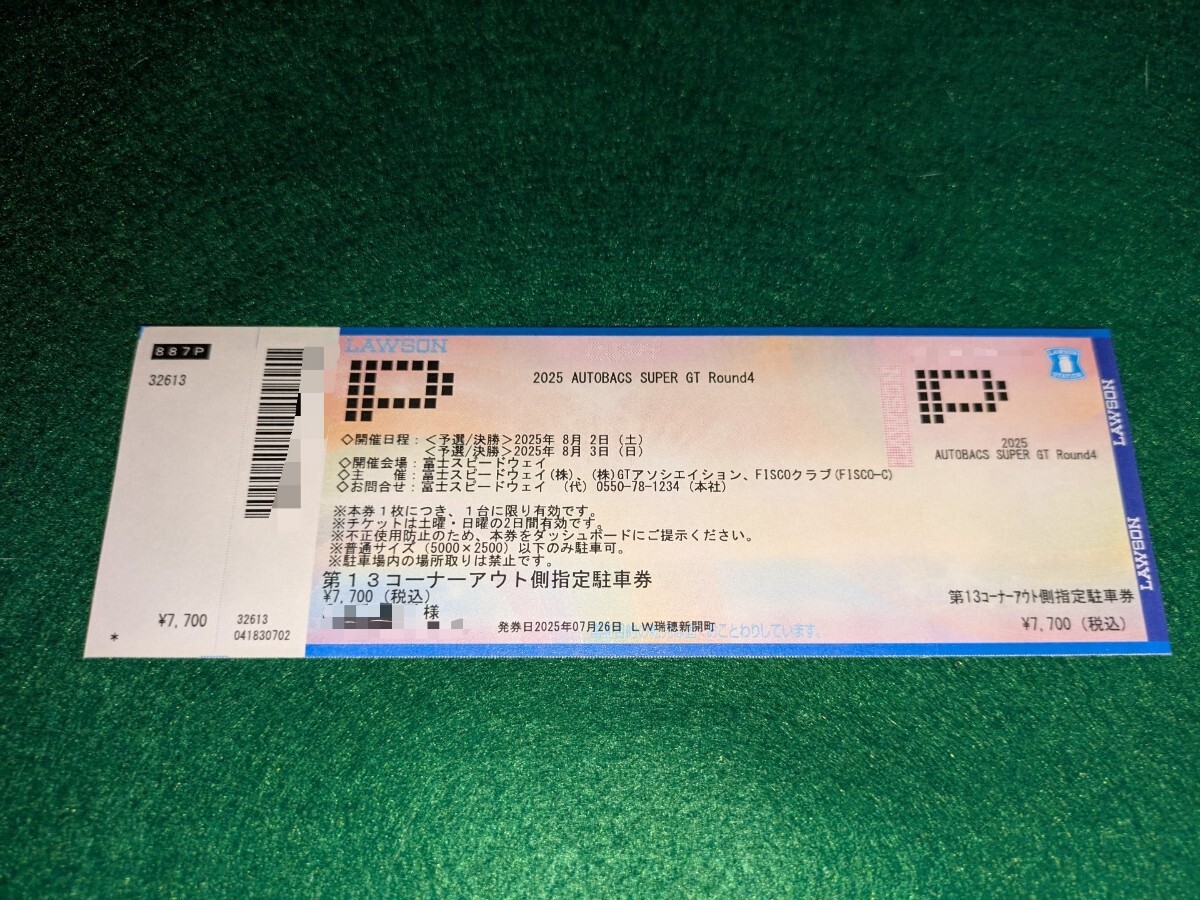 887P
32613
¥7,700
*
32613
041830702
LAWSON
P
2025 AUTOBACS SUPER GT Round4
◇開催日程：＜予選/決勝＞2025年 8月 2日（土）
＜予選/決勝＞2025年 8月 3日（日）
◇開催会場：富士スピードウェイ
◇主　　催：富士スピードウェイ(株)、(株)GTアソシエイション、FISCOクラブ(FISCO-C)
◇お問合せ：富士スピードウェイ　（代）0550-78-1234（本社）
※本券１枚につき、１台に限り有効です。
※チケットは土曜・日曜の2日間有効です。
※不正使用防止のため、本券をダッシュボードにご提示ください。
※普通サイズ（5000×2500）以下のみ駐車可。
※駐車場内の場所取りは禁止です。
第１３コーナーアウト側指定駐車券
¥7,700（税込）
様
発券日2025年07月26日 ＬＷ瑞穂新開町
ことわりしています。
P
2025
AUTOBACS SUPER GT Round4
第13ｺｰﾅｰｱｳﾄ側指定駐車券
¥7,700（税込）
LAWSON
LAWSON